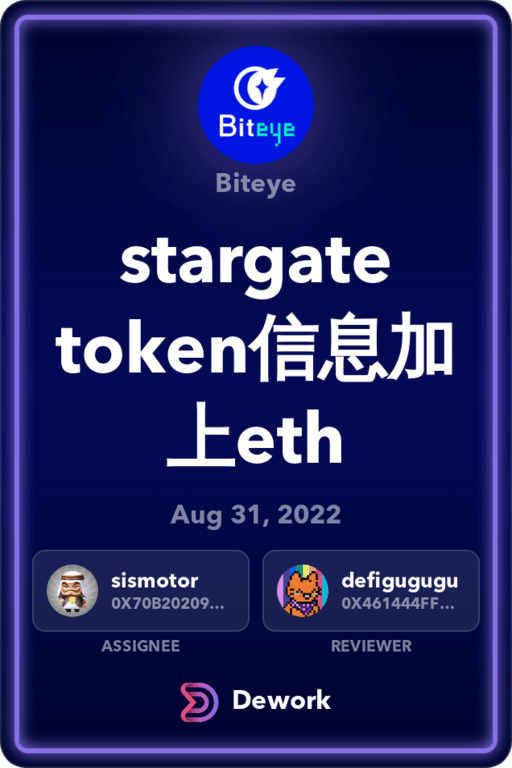 Biteye
Biteye
stargate
token信息加
上eth
Aug 31, 2022
sismotor
0X70B20209...
ASSIGNEE
defigugugu
0X461444FF...
REVIEWER
Dework